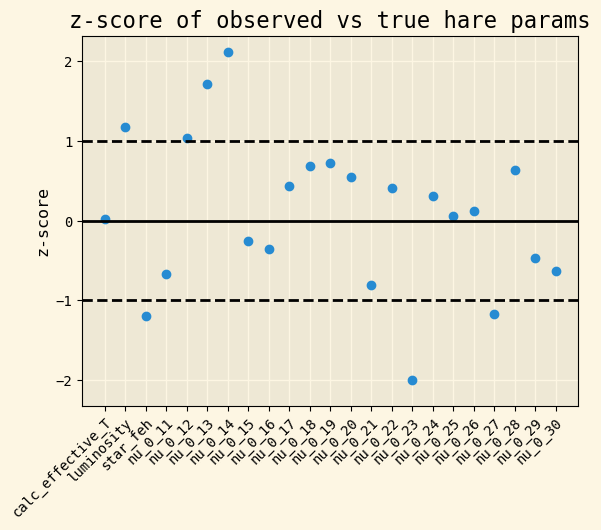 z-score of observed vs true hare params
z-score
2
1
0
−1
−2
calc_effective_T
luminosity
star_feh
nu_0_11
nu_0_12
nu_0_13
nu_0_14
nu_0_15
nu_0_16
nu_0_17
nu_0_18
nu_0_19
nu_0_20
nu_0_21
nu_0_22
nu_0_23
nu_0_24
nu_0_25
nu_0_26
nu_0_27
nu_0_28
nu_0_29
nu_0_30